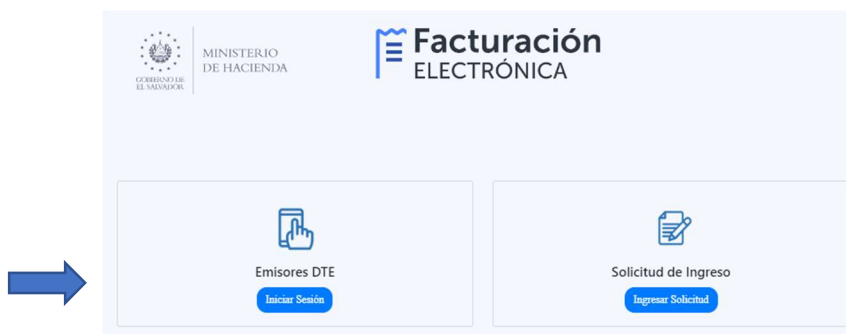 GOBIERNO DE
EL SALVADOR
MINISTERIO
DE HACIENDA
Facturación
ELECTRÓNICA
Emisores DTE
Iniciar Sesión
Solicitud de Ingreso
Ingresar Solicitud